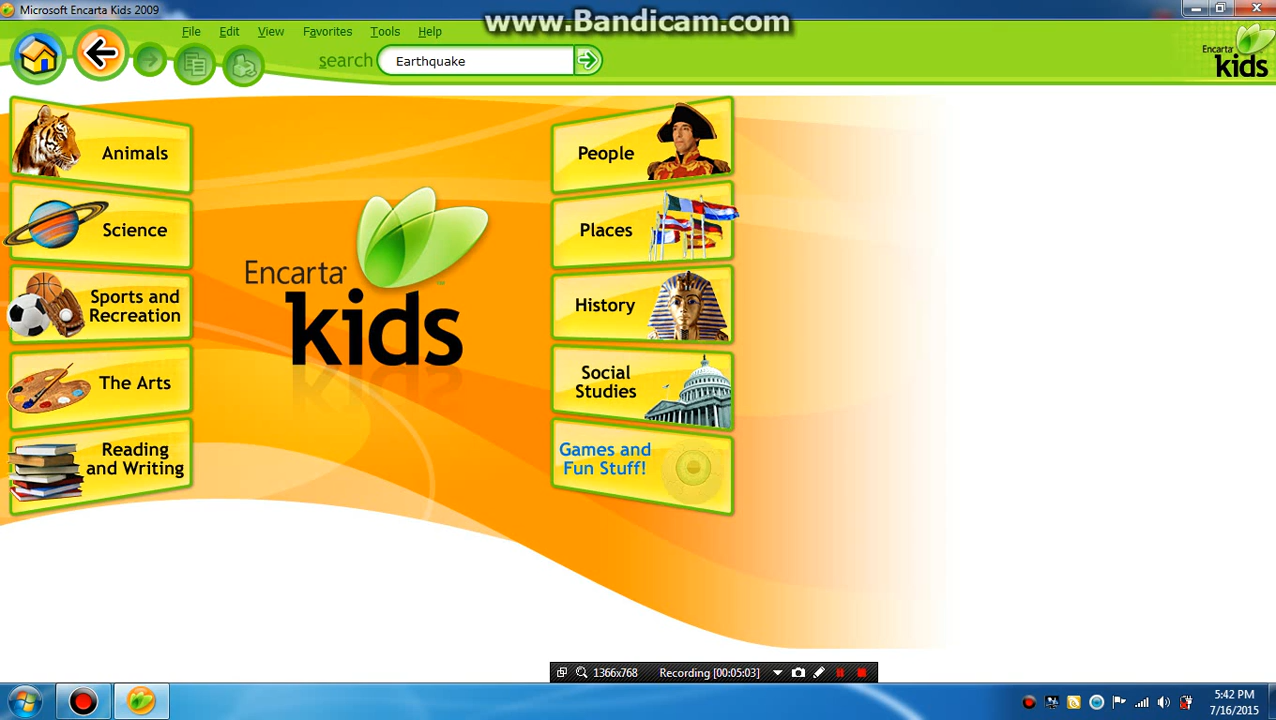 Microsoft Encarta Kids 2009
www.Bandicam.com
File Edit View Favorites Tools Help
search Earthquake
Encarta kids
Animals
Science
Sports and
Recreation
The Arts
Reading
and Writing
Encarta
kids
People
Places
History
Social
Studies
Games and
Fun Stuff!
1366x768 Recording [00:05:03]
5:42 PM
7/16/2015